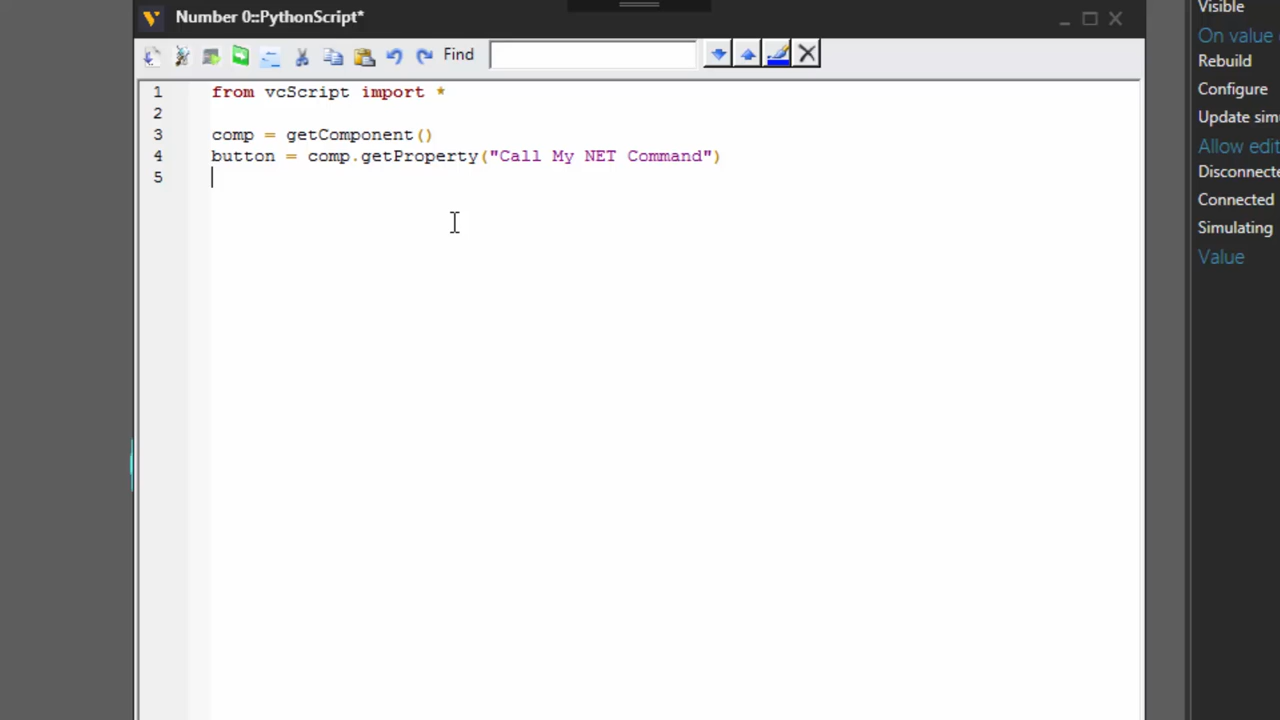 Number 0::PythonScript*
Find
1 from vcScript import *
2
3 comp = getComponent()
4 button = comp.getProperty("Call My NET Command")
5
Visible
On value
Rebuild
Configure
Update sim
Allow edit
Disconnecte
Connected
Simulating
Value